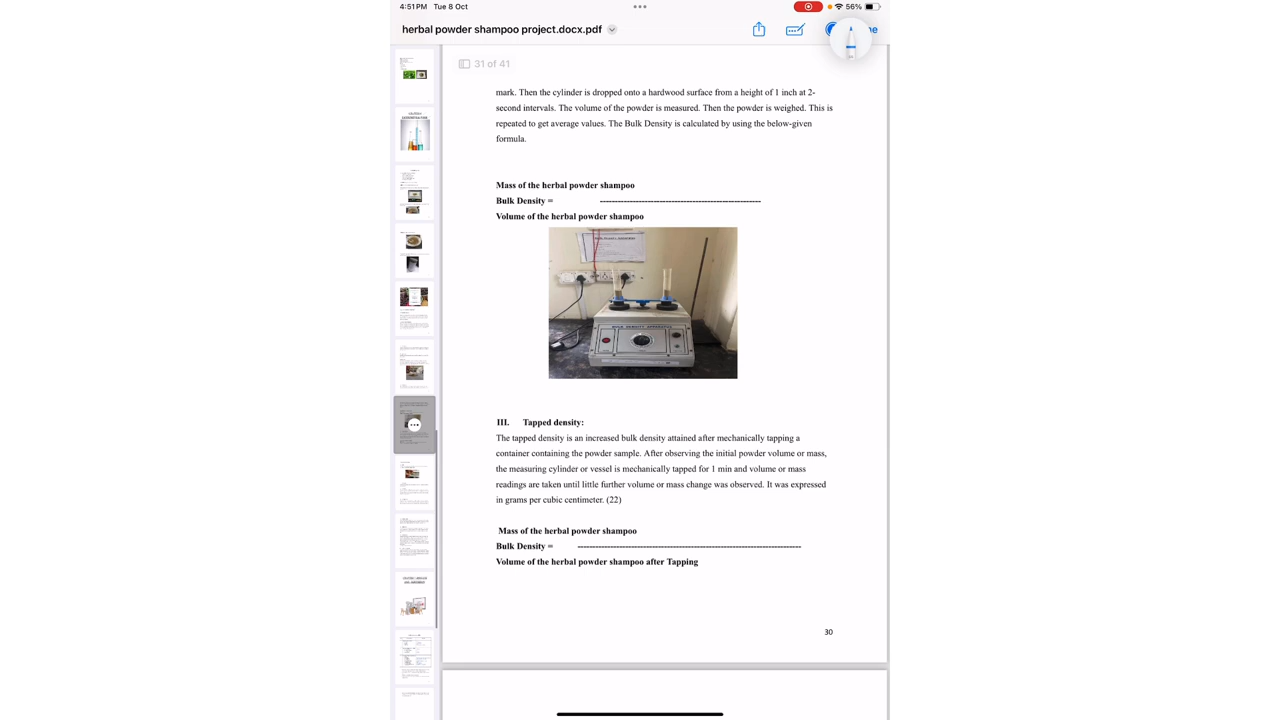 4:51 PM Tue 8 Oct
56%
herbal powder shampoo project.docx.pdf
31 of 41
mark. Then the cylinder is dropped onto a hardwood surface from a height of 1 inch at 2-
second intervals. The volume of the powder is measured. Then the powder is weighed. This is
repeated to get average values. The Bulk Density is calculated by using the below-given
formula.
Mass of the herbal powder shampoo
Bulk Density = -----------------------------------------------------
Volume of the herbal powder shampoo
BULK DENSITY APPARATUS
III. Tapped density:
The tapped density is an increased bulk density attained after mechanically tapping a
container containing the powder sample. After observing the initial powder volume or mass,
the measuring cylinder or vessel is mechanically tapped for 1 min and volume or mass
readings are taken until little further volume or mass change was observed. It was expressed
in grams per cubic centimeter. (22)
Mass of the herbal powder shampoo
Bulk Density = --------------------------------------------------------------------------
Volume of the herbal powder shampoo after Tapping
30